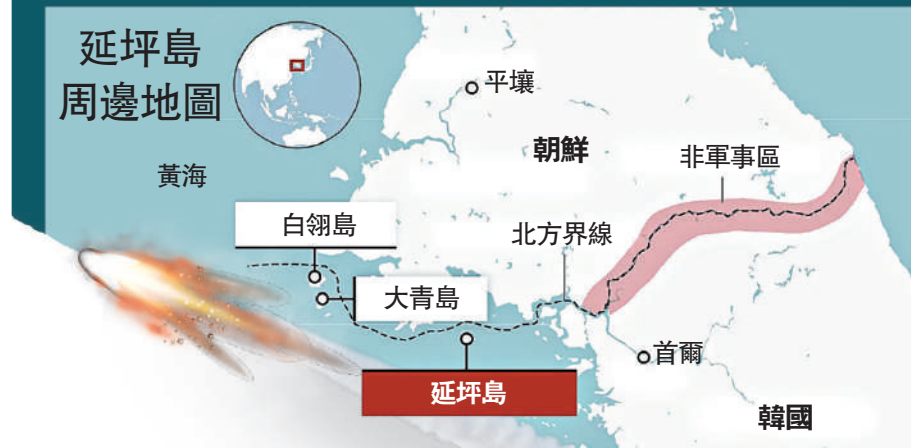 延坪島
周邊地圖
平壤
朝鮮
非軍事區
黃海
白翎島
北方界線
大青島
首爾
延坪島
韓國